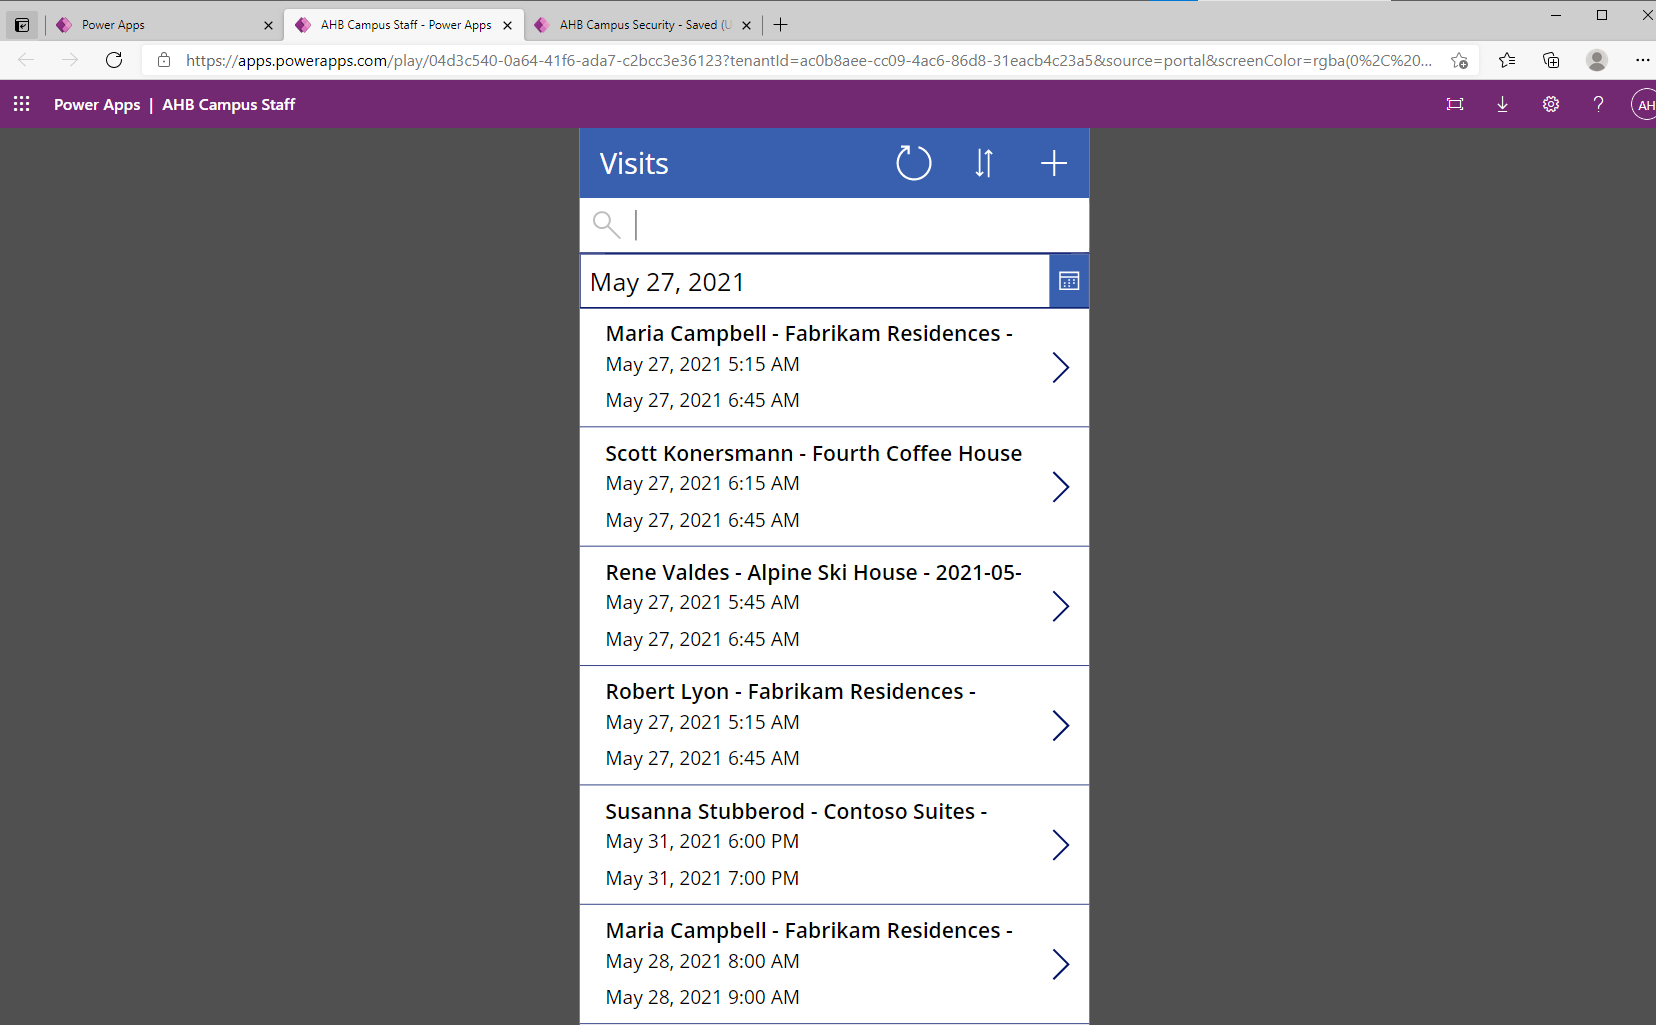 Power Apps
AHB Campus Staff - Power Apps
AHB Campus Security - Saved (U
https://apps.powerapps.com/play/04d3c540-0a64-41f6-ada7-c2bcc3e36123?tenantId=ac0b8aee-cc09-4ac6-86d8-31eacb4c23a5&source=portal&screenColor=rgba(0%2C%20...
Power Apps | AHB Campus Staff
AH
Visits
May 27, 2021
Maria Campbell - Fabrikam Residences -
May 27, 2021 5:15 AM
May 27, 2021 6:45 AM
Scott Konersmann - Fourth Coffee House
May 27, 2021 6:15 AM
May 27, 2021 6:45 AM
Rene Valdes - Alpine Ski House - 2021-05-
May 27, 2021 5:45 AM
May 27, 2021 6:45 AM
Robert Lyon - Fabrikam Residences -
May 27, 2021 5:15 AM
May 27, 2021 6:45 AM
Susanna Stubberod - Contoso Suites -
May 31, 2021 6:00 PM
May 31, 2021 7:00 PM
Maria Campbell - Fabrikam Residences -
May 28, 2021 8:00 AM
May 28, 2021 9:00 AM